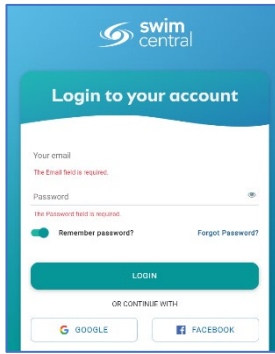 swim
central
Login to your account
Your email
The Email field is required.
Password
The Password field is required.
Remember password? Forgot Password?
LOGIN
OR CONTINUE WITH
GOOGLE FACEBOOK